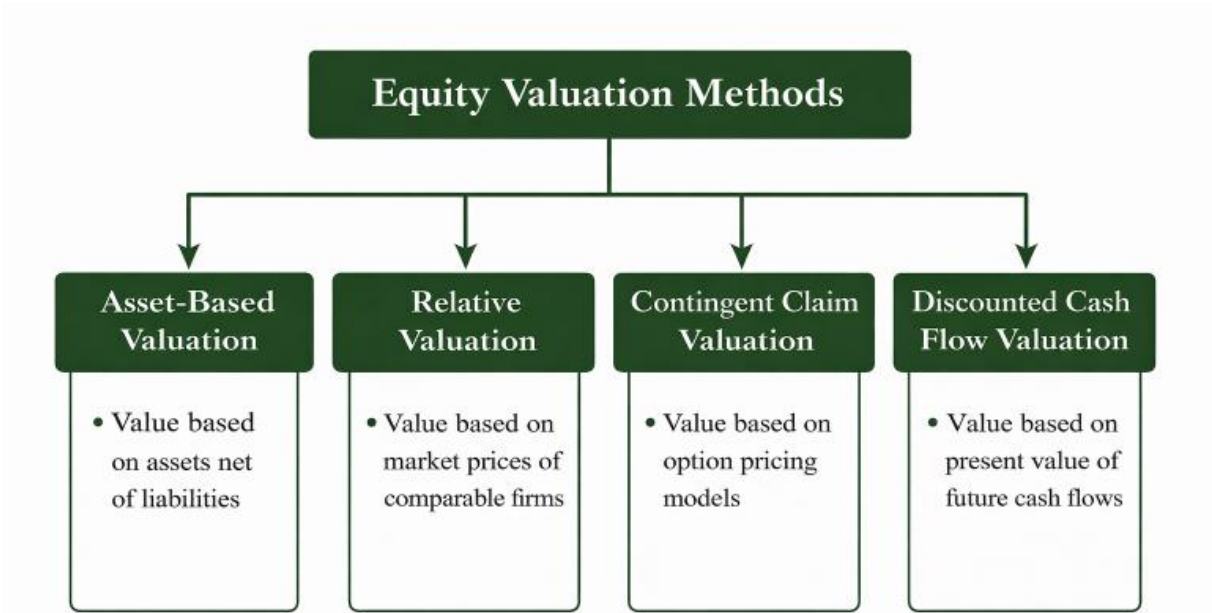 Equity Valuation Methods
Asset-Based
Valuation
• Value based
on assets net
of liabilities
Relative
Valuation
• Value based on
market prices of
comparable firms
Contingent Claim
Valuation
• Value based on
option pricing
models
Discounted Cash
Flow Valuation
• Value based on
present value of
future cash flows